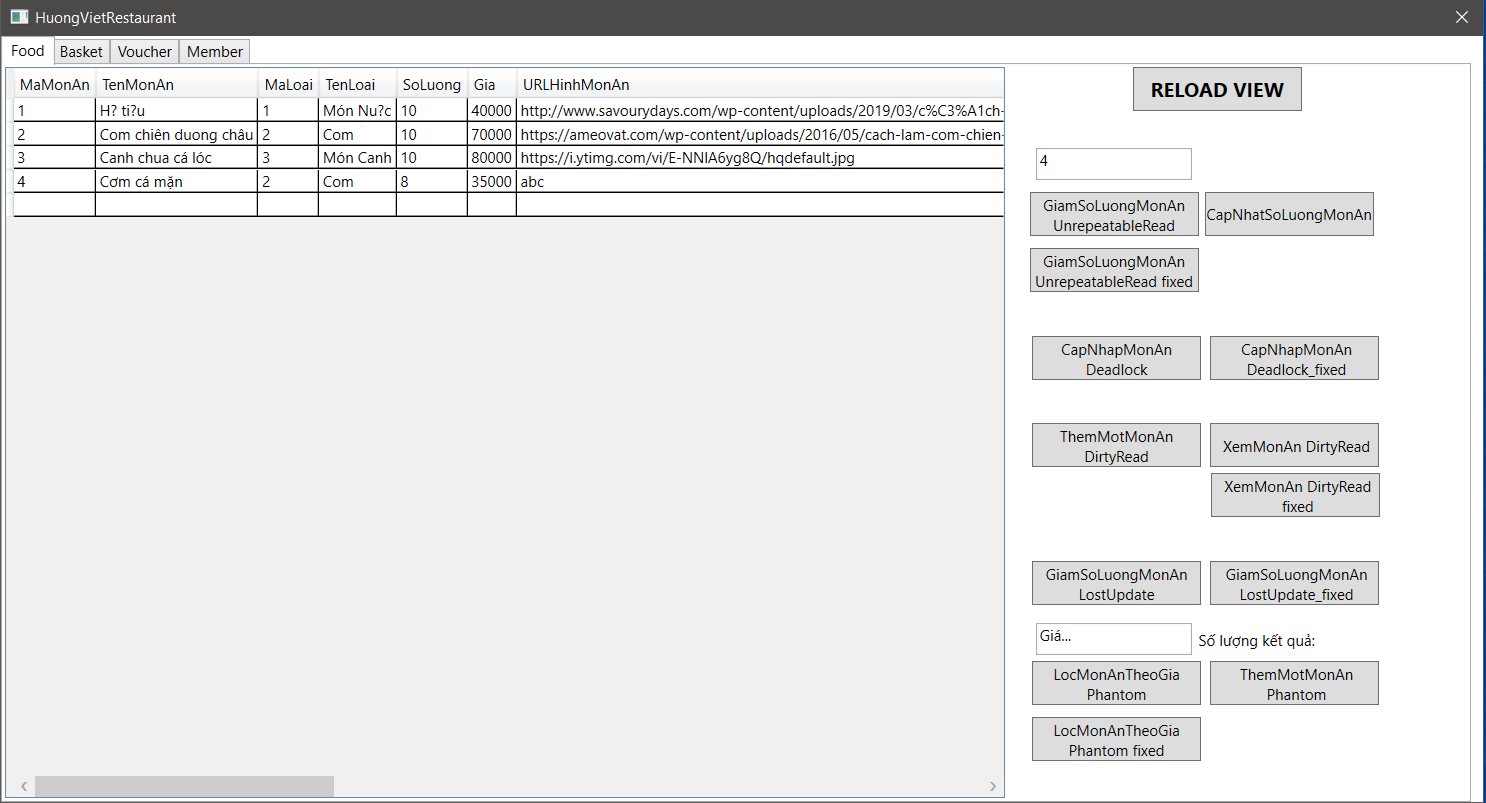 HuongVietRestaurant
Food Basket Voucher Member
MaMonAn TenMonAn MaLoai TenLoai SoLuong Gia URLHinhMonAn
1 H? ti?u 1 Món Nu?c 10 40000 http://www.savourydays.com/wp-content/uploads/2019/03/c%C3%A1ch-
2 Com chiên duong châu 2 Com 10 70000 https://ameovat.com/wp-content/uploads/2016/05/cach-lam-com-chien-
3 Canh chua cá lóc 3 Món Canh 10 80000 https://i.ytimg.com/vi/E-NNIA6yg8Q/hqdefault.jpg
4 Cơm cá mặn 2 Com 8 35000 abc
RELOAD VIEW
4
GiamSoLuongMonAn
UnrepeatableRead
CapNhatSoLuongMonAn
GiamSoLuongMonAn
UnrepeatableRead fixed
CapNhapMonAn
Deadlock
CapNhapMonAn
Deadlock_fixed
ThemMotMonAn
DirtyRead
XemMonAn DirtyRead
XemMonAn DirtyRead
fixed
GiamSoLuongMonAn
LostUpdate
GiamSoLuongMonAn
LostUpdate_fixed
Giá...
Số lượng kết quả:
LocMonAnTheoGia
Phantom
ThemMotMonAn
Phantom
LocMonAnTheoGia
Phantom fixed